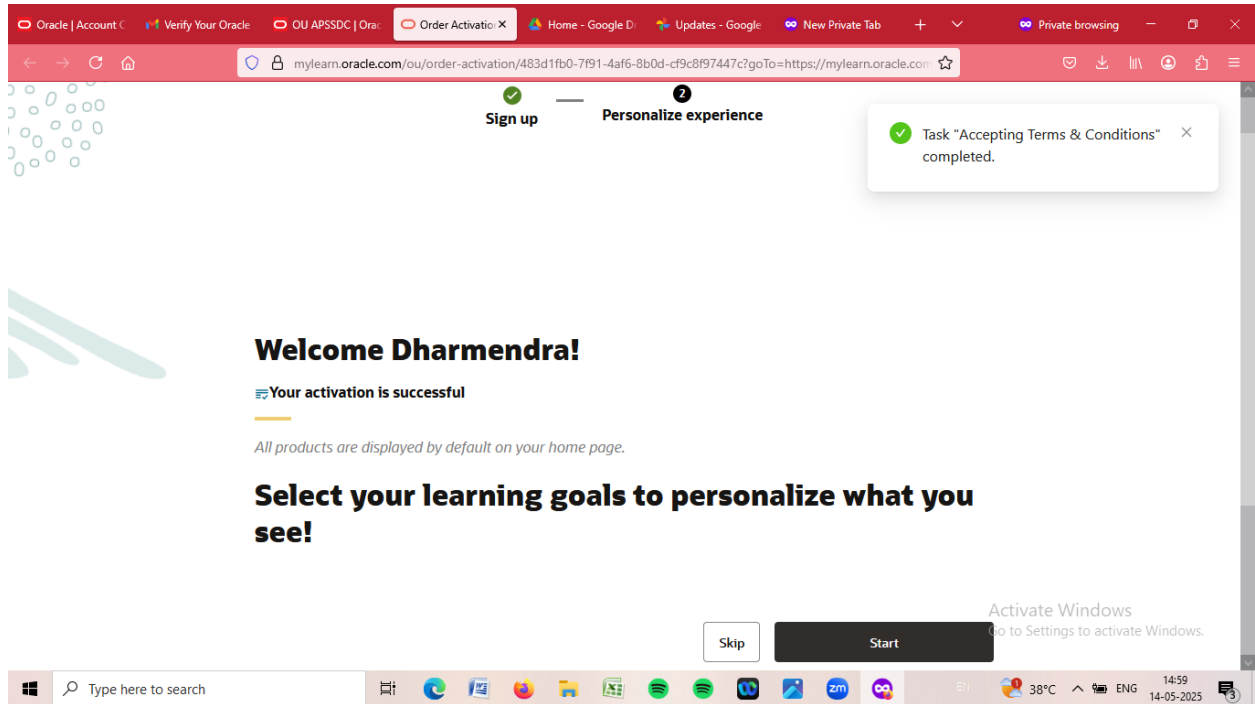 Oracle | Account C
Verify Your Oracle
OU APSSDC | Orac
Order Activatio
Home - Google D
Updates - Google
New Private Tab
Private browsing
mylearn.oracle.com/ou/order-activation/483d1fb0-7f91-4af6-8b0d-cf9c8f97447c?goTo=https://mylearn.oracle.com
2
Sign up
Personalize experience
Task "Accepting Terms & Conditions"
completed.
Welcome Dharmendra!
Your activation is successful
All products are displayed by default on your home page.
Select your learning goals to personalize what you
see!
Activate Windows
Go to Settings to activate Windows.
Skip
Start
Type here to search
zm
EN
38°C
ENG
14:59
14-05-2025
3